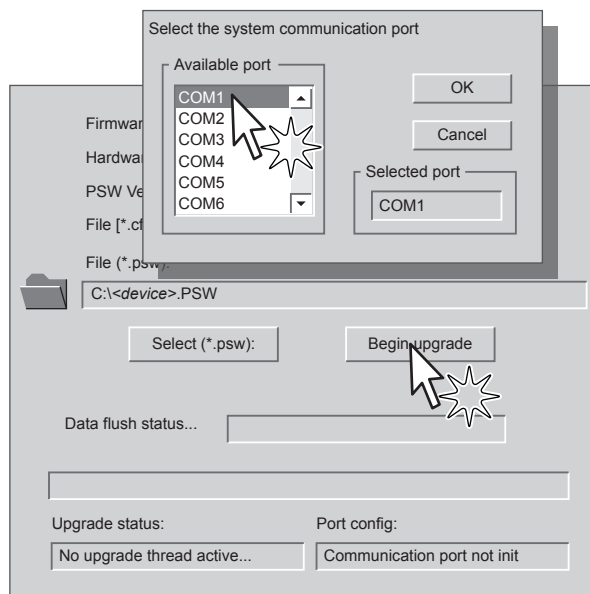 Select the system communication port
Available port
COM1
COM2
COM3
COM4
COM5
COM6
OK
Cancel
Selected port
COM1
Firmwar
Hardwa
PSW Ve
File [*.cf
File (*.psw):
C:\<device>.PSW
Select (*.psw):
Begin upgrade
Data flush status...
Upgrade status:
Port config:
No upgrade thread active...
Communication port not init